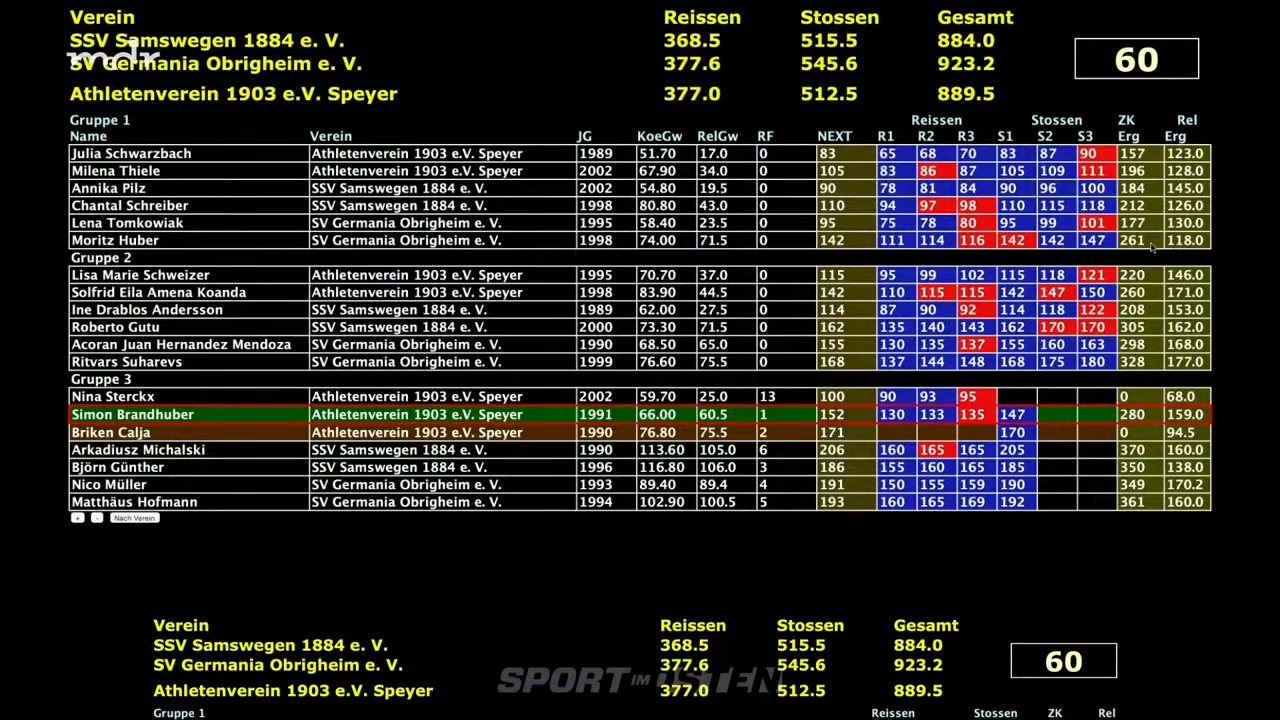 Verein Reissen Stossen Gesamt
SSV Samswegen 1884 e. V. 368.5 515.5 884.0
mdr
SV Germania Obrigheim e. V. 377.6 545.6 923.2 60
Athletenverein 1903 e.V. Speyer 377.0 512.5 889.5
Gruppe 1 Reissen Stossen ZK Rel
Name Verein JG KoeGw RelGw RF NEXT R1 R2 R3 S1 S2 S3 Erg Erg
Julia Schwarzbach Athletenverein 1903 e.V. Speyer 1989 51.70 17.0 0 83 65 68 70 83 87 90 157 123.0
Milena Thiele Athletenverein 1903 e.V. Speyer 2002 67.90 34.0 0 105 83 86 87 105 109 111 196 128.0
Annika Pilz SSV Samswegen 1884 e. V. 2002 54.80 19.5 0 90 78 81 84 90 96 100 184 145.0
Chantal Schreiber SSV Samswegen 1884 e. V. 1998 80.80 43.0 0 110 94 97 98 110 115 118 212 126.0
Lena Tomkowiak SV Germania Obrigheim e. V. 1995 58.40 23.5 0 95 75 78 80 95 99 101 177 130.0
Moritz Huber SV Germania Obrigheim e. V. 1998 74.00 71.5 0 142 111 114 116 142 142 147 261 118.0
Gruppe 2
Lisa Marie Schweizer SV Germania Obrigheim e. V. 1995 70.70 37.0 0 115 95 99 102 115 118 121 220 146.0
Solfrid Eila Amena Koanda Athletenverein 1903 e.V. Speyer 1998 83.90 44.5 0 142 110 115 115 142 147 150 260 171.0
Ine Drablos Andersson SSV Samswegen 1884 e. V. 1989 62.00 27.5 0 114 87 90 92 114 118 122 208 153.0
Roberto Gutu SSV Samswegen 1884 e. V. 2000 73.30 71.5 0 162 135 140 143 162 170 170 305 162.0
Acoran Juan Hernandez Mendoza Athletenverein 1903 e.V. Speyer 1990 68.50 65.0 0 155 130 135 137 155 160 163 298 168.0
Ritvars Suharevs SV Germania Obrigheim e. V. 1999 76.60 75.5 0 168 137 144 148 168 175 180 328 177.0
Gruppe 3
Nina Sterckx Athletenverein 1903 e.V. Speyer 2002 59.70 25.0 13 100 90 93 95 0 68.0
Simon Brandhuber Athletenverein 1903 e.V. Speyer 1991 66.00 60.5 1 152 130 133 135 147 280 159.0
Briken Calja Athletenverein 1903 e.V. Speyer 1990 76.80 75.5 2 171 170 0 94.5
Arkadiusz Michalski SSV Samswegen 1884 e. V. 1990 113.60 105.0 6 206 160 165 165 205 370 160.0
Björn Günther SSV Samswegen 1884 e. V. 1996 116.80 106.0 3 186 155 160 165 185 350 138.0
Nico Müller SV Germania Obrigheim e. V. 1993 89.40 89.4 4 191 150 155 159 190 349 170.2
Matthäus Hofmann SV Germania Obrigheim e. V. 1994 102.90 100.5 5 193 160 165 169 192 361 160.0
+ - Nach Verein
Verein Reissen Stossen Gesamt
SSV Samswegen 1884 e. V. 368.5 515.5 884.0
SV Germania Obrigheim e. V. 377.6 545.6 923.2 60
SPORT IM OSTEN
Athletenverein 1903 e.V. Speyer 377.0 512.5 889.5
Gruppe 1 Reissen Stossen ZK Rel